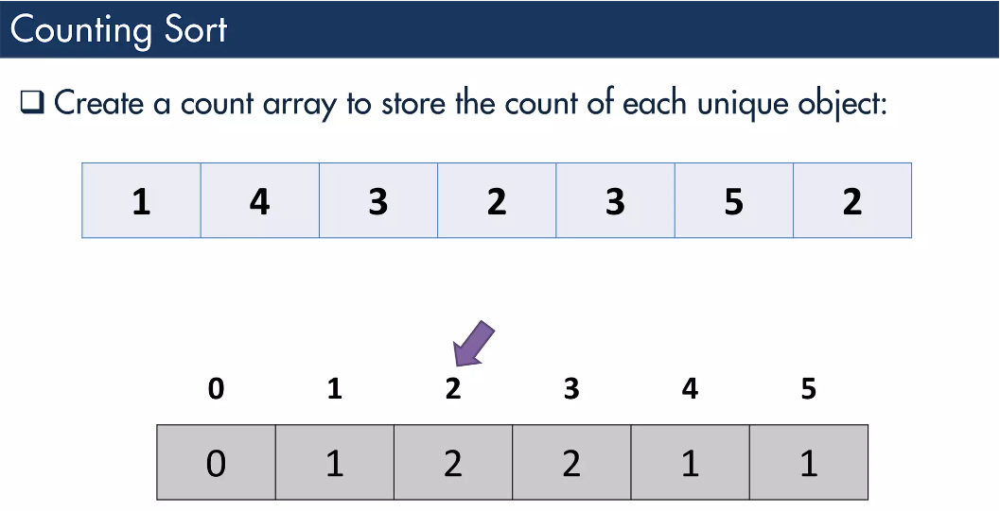 Counting Sort
Create a count array to store the count of each unique object:
1 4 3 2 3 5 2
0 1 2 3 4 5
0 1 2 2 1 1